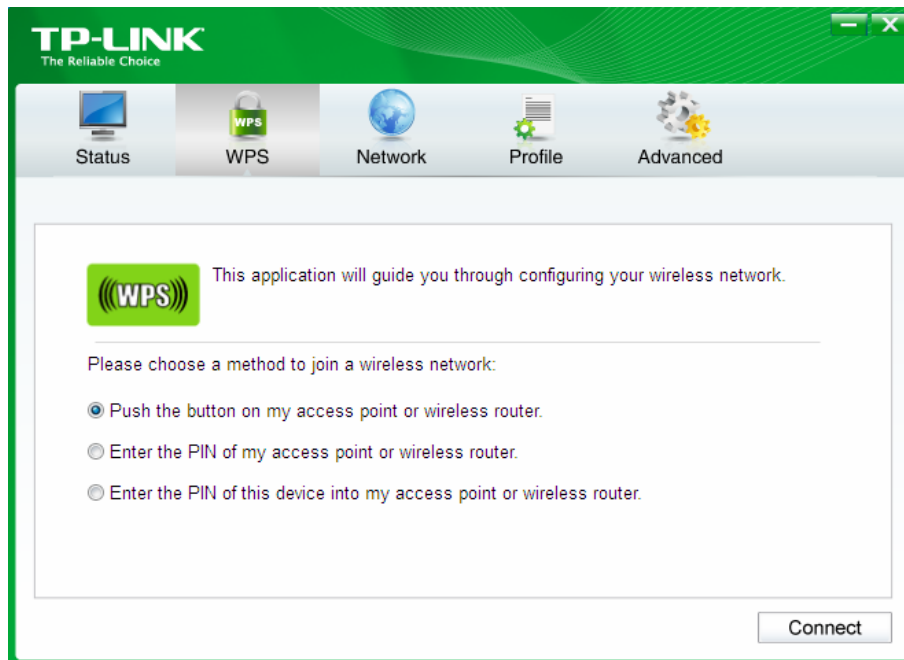 TP-LINK
The Reliable Choice
Status
WPS
WPS
Network
Profile
Advanced
WPS
This application will guide you through configuring your wireless network.
Please choose a method to join a wireless network:
Push the button on my access point or wireless router.
Enter the PIN of my access point or wireless router.
Enter the PIN of this device into my access point or wireless router.
Connect